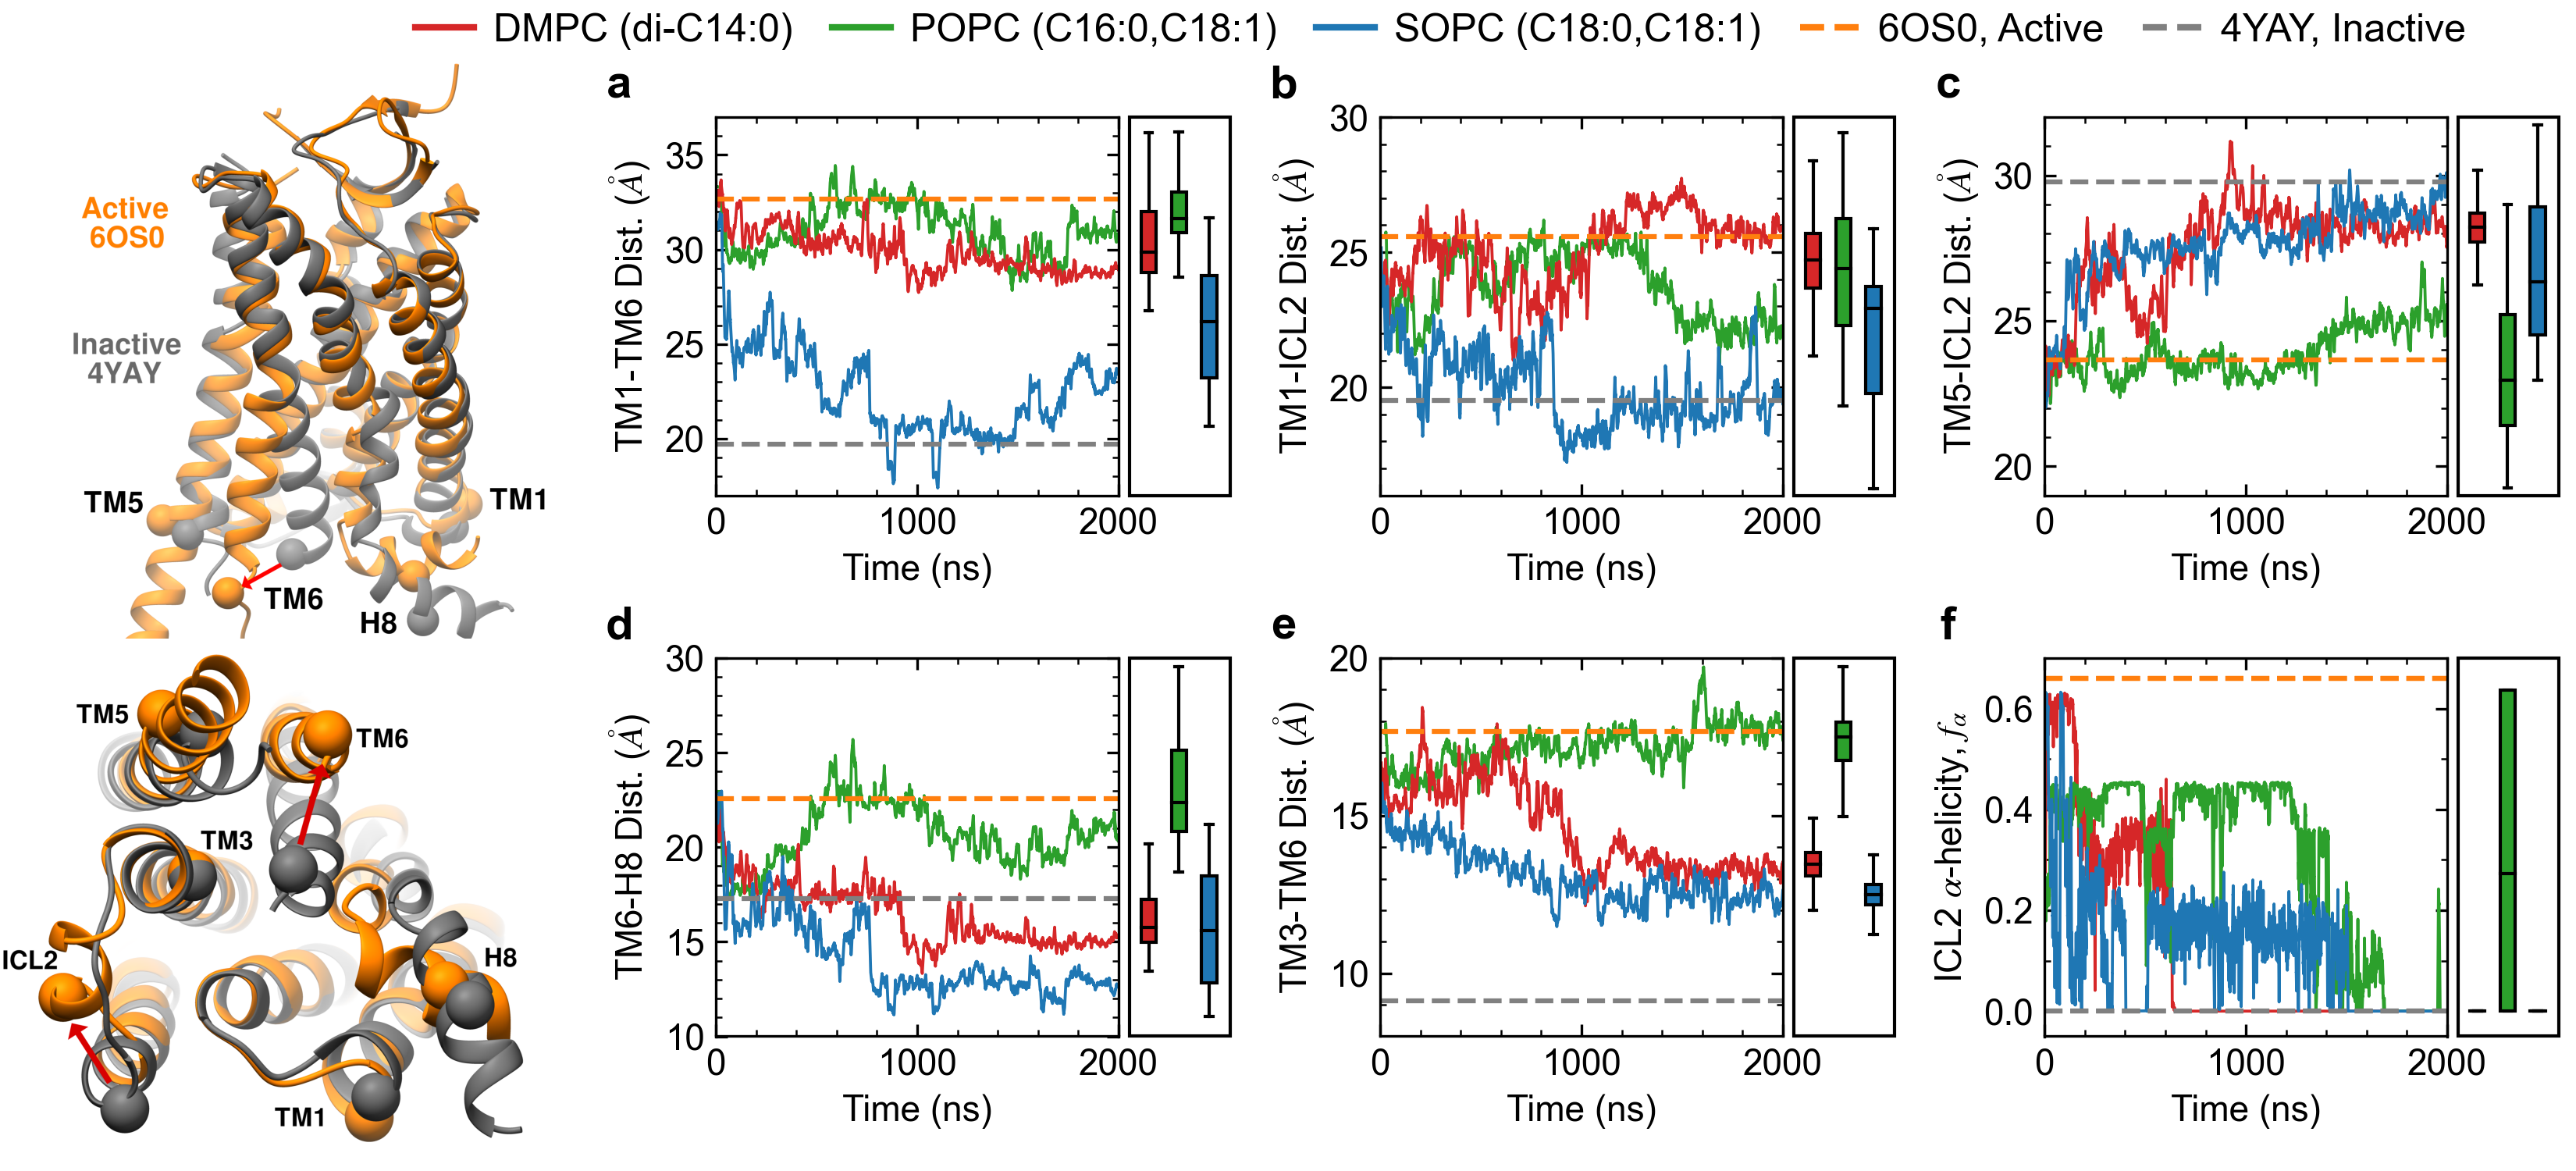 DMPC (di-C14:0) POPC (C16:0,C18:1) SOPC (C18:0,C18:1) 6OS0, Active 4YAY, Inactive
Active
6OS0
Inactive
4YAY
TM5
TM1
TM6
H8
TM5
TM6
TM3
ICL2
H8
TM1
a
TM1-TM6 Dist. (Å)
35
30
25
20
0 1000 2000
Time (ns)
b
TM1-ICL2 Dist. (Å)
30
25
20
0 1000 2000
Time (ns)
c
TM5-ICL2 Dist. (Å)
30
25
20
0 1000 2000
Time (ns)
d
TM6-H8 Dist. (Å)
30
25
20
15
10
0 1000 2000
Time (ns)
e
TM3-TM6 Dist. (Å)
20
15
10
0 1000 2000
Time (ns)
f
ICL2 α-helicity, fα
0.6
0.4
0.2
0.0
0 1000 2000
Time (ns)